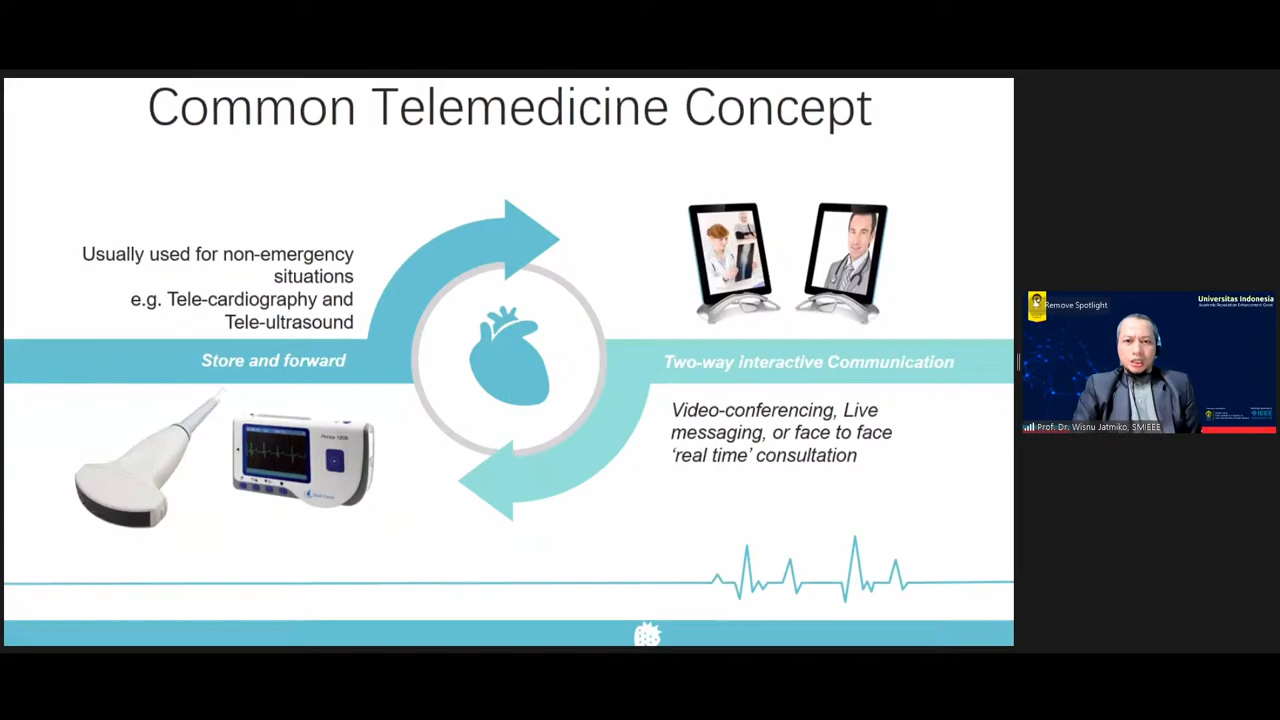 Common Telemedicine Concept
Usually used for non-emergency
situations
e.g. Tele-cardiography and
Tele-ultrasound
Store and forward
Two-way interactive Communication
Video-conferencing, Live
messaging, or face to face
‘real time’ consultation
Remove Spotlight
Universitas Indonesia
Prof. Dr. Wisnu Jatmiko, SMIEEE
IEEE